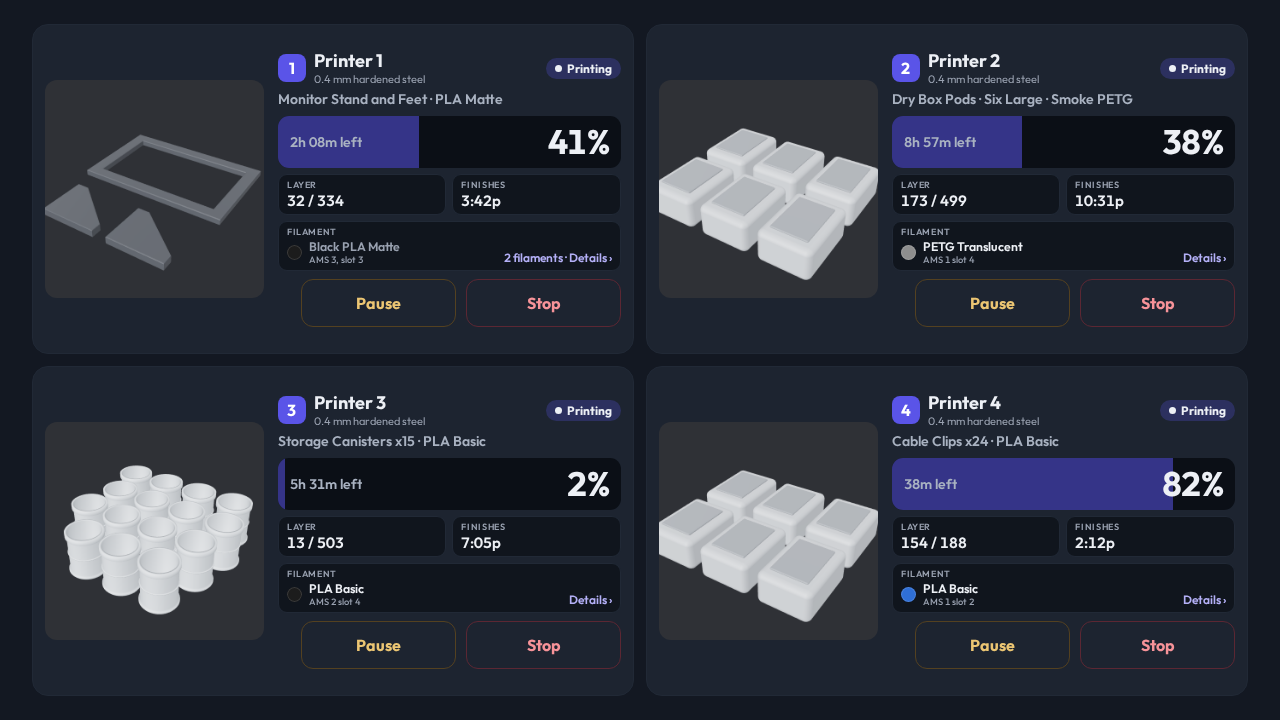 1 Printer 1
0.4 mm hardened steel
Printing
Monitor Stand and Feet · PLA Matte
2h 08m left
41%
LAYER
32 / 334
FINISHES
3:42p
FILAMENT
Black PLA Matte
AMS 3, slot 3
2 filaments · Details ›
Pause
Stop
2 Printer 2
0.4 mm hardened steel
Printing
Dry Box Pods · Six Large · Smoke PETG
8h 57m left
38%
LAYER
173 / 499
FINISHES
10:31p
FILAMENT
PETG Translucent
AMS 1 slot 4
Details ›
Pause
Stop
3 Printer 3
0.4 mm hardened steel
Printing
Storage Canisters x15 · PLA Basic
5h 31m left
2%
LAYER
13 / 503
FINISHES
7:05p
FILAMENT
PLA Basic
AMS 2 slot 4
Details ›
Pause
Stop
4 Printer 4
0.4 mm hardened steel
Printing
Cable Clips x24 · PLA Basic
38m left
82%
LAYER
154 / 188
FINISHES
2:12p
FILAMENT
PLA Basic
AMS 1 slot 2
Details ›
Pause
Stop